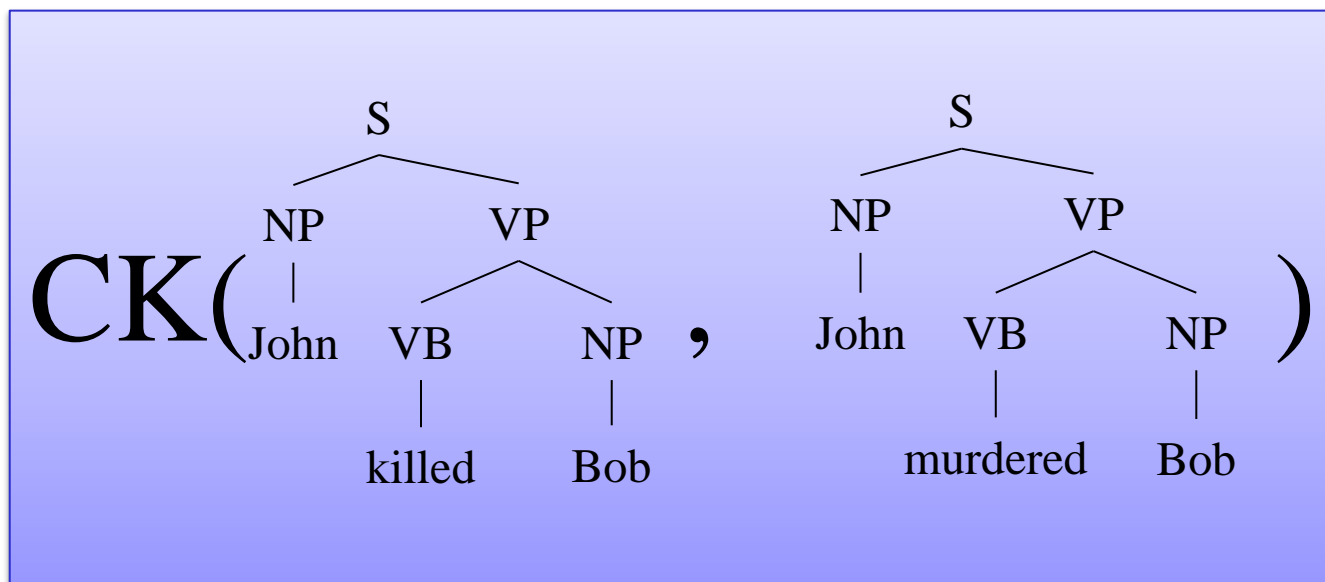 S S
NP VP NP VP
CK( John VB NP , John VB NP )
killed Bob murdered Bob